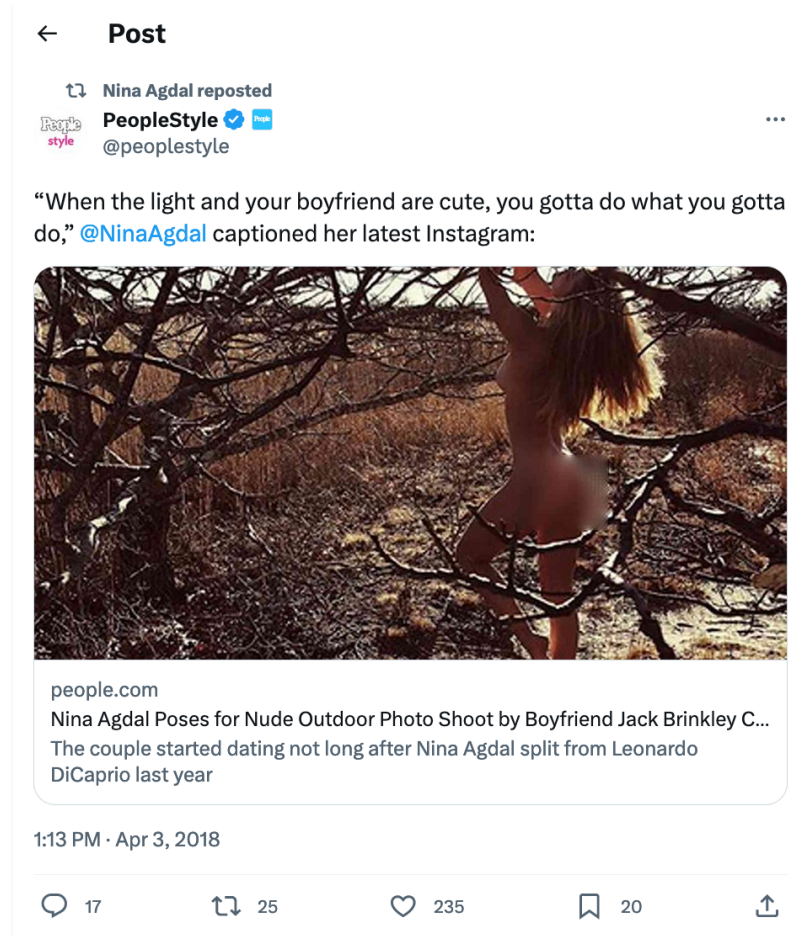 Post
Nina Agdal reposted
People
style
PeopleStyle People
@peoplestyle
“When the light and your boyfriend are cute, you gotta do what you gotta
do,” @NinaAgdal captioned her latest Instagram:
people.com
Nina Agdal Poses for Nude Outdoor Photo Shoot by Boyfriend Jack Brinkley C...
The couple started dating not long after Nina Agdal split from Leonardo
DiCaprio last year
1:13 PM · Apr 3, 2018
17 25 235 20